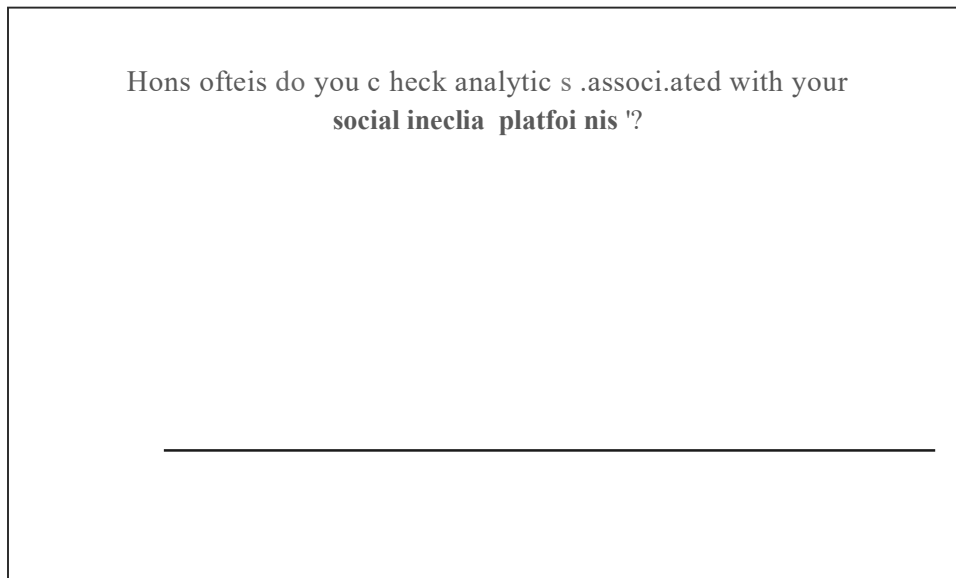 Hons ofteis do you c heck analytic s .associ.ated with your
social ineclia platfoi nis '?